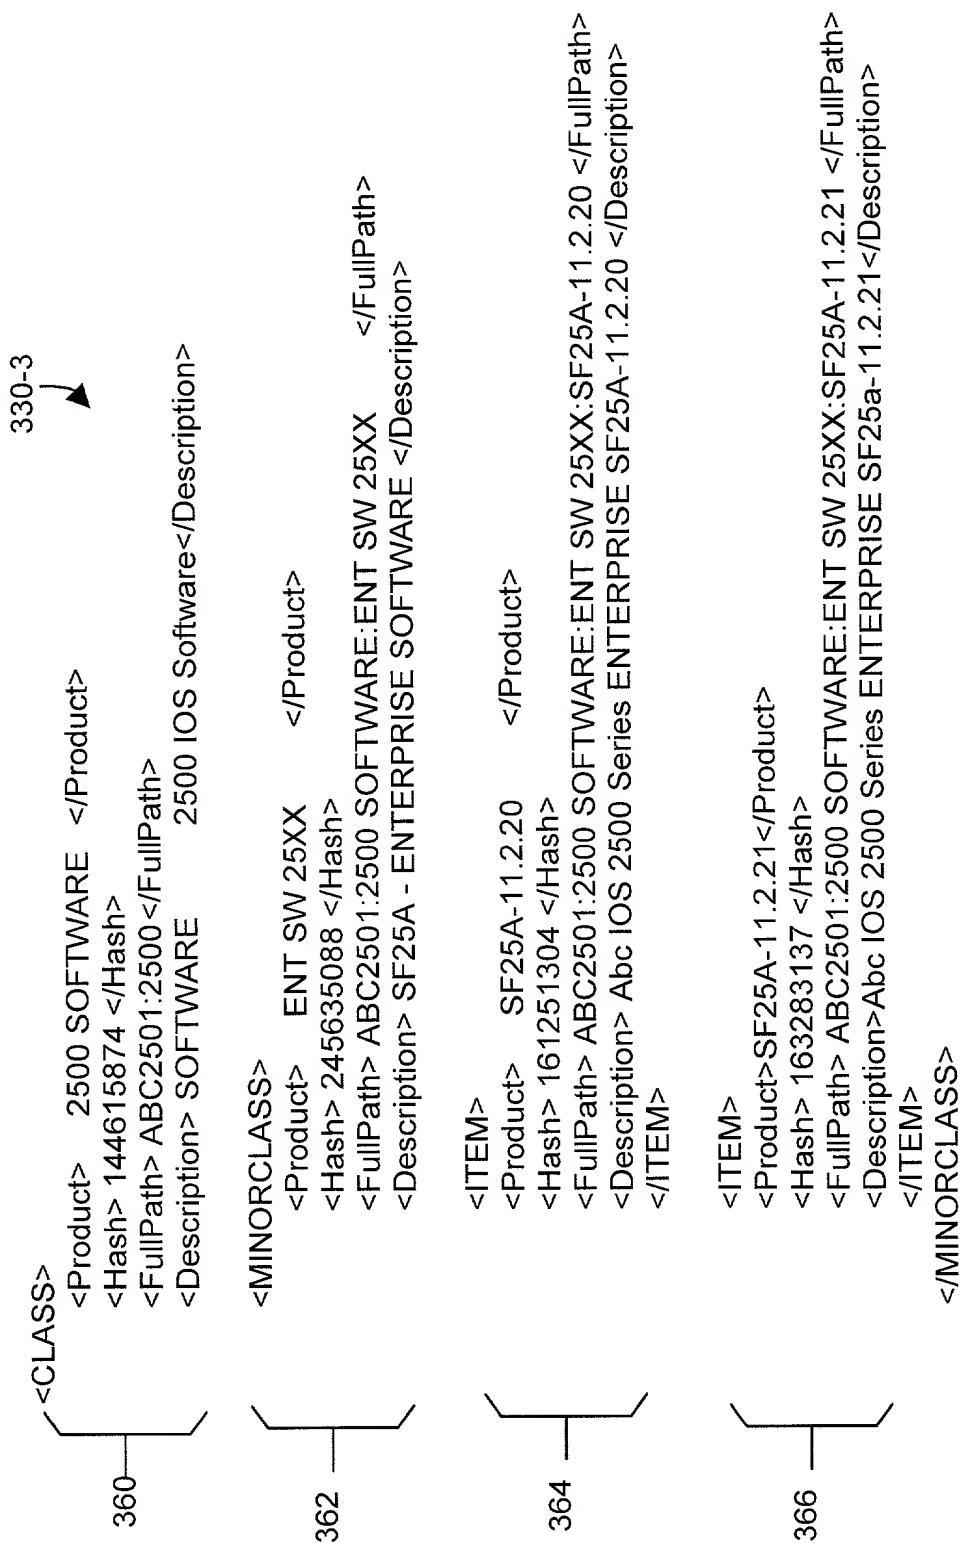 330-3
<CLASS>
360
<Product> 2500 SOFTWARE </Product>
<Hash> 144615874 </Hash>
<FullPath> ABC2501:2500</FullPath>
<Description> SOFTWARE 2500 IOS Software</Description>
<MINORCLASS>
362
<Product> ENT SW 25XX </Product>
<Hash> 245635088 </Hash>
<FullPath> ABC2501:2500 SOFTWARE:ENT SW 25XX </FullPath>
<Description> SF25A - ENTERPRISE SOFTWARE </Description>
<ITEM>
364
<Product> SF25A-11.2.20 </Product>
<Hash> 161251304 </Hash>
<FullPath> ABC2501:2500 SOFTWARE:ENT SW 25XX:SF25A-11.2.20 </FullPath>
<Description> Abc IOS 2500 Series ENTERPRISE SF25A-11.2.20 </Description>
</ITEM>
<ITEM>
366
<Product>SF25A-11.2.21</Product>
<Hash> 163283137 </Hash>
<FullPath> ABC2501:2500 SOFTWARE:ENT SW 25XX:SF25A-11.2.21 </FullPath>
<Description>Abc IOS 2500 Series ENTERPRISE SF25a-11.2.21</Description>
</ITEM>
</MINORCLASS>